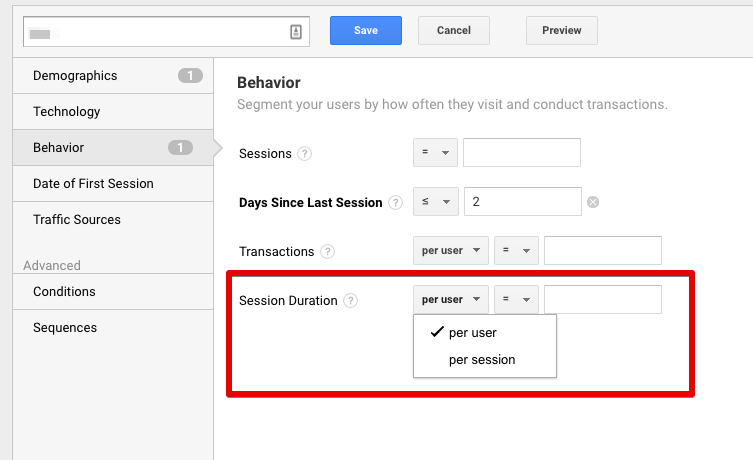 Save
Cancel
Preview
Demographics 1
Technology
Behavior 1
Date of First Session
Traffic Sources
Advanced
Conditions
Sequences
Behavior
Segment your users by how often they visit and conduct transactions.
Sessions ? =
Days Since Last Session ? ≤ 2
Transactions ? per user =
Session Duration ? per user =
per user
per session